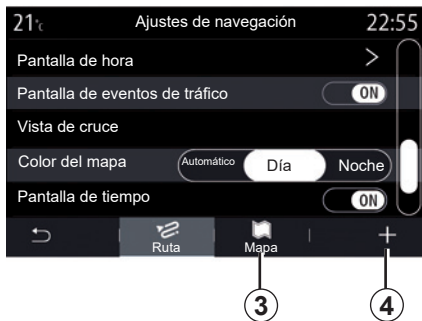 21°c Ajustes de navegación 22:55
Pantalla de hora >
Pantalla de eventos de tráfico ON
Vista de cruce
Color del mapa Automático Día Noche
Pantalla de tiempo ON
Ruta Mapa +
3 4